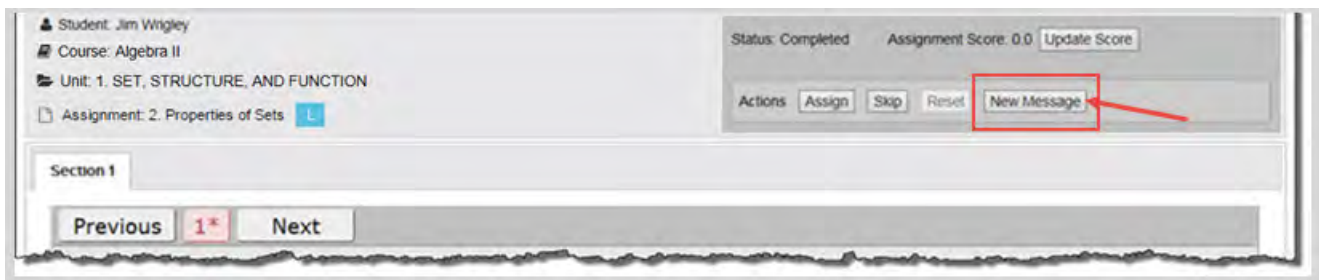 Student: Jim Wrigley
Course: Algebra II
Unit: 1. SET, STRUCTURE, AND FUNCTION
Assignment: 2. Properties of Sets L
Status: Completed Assignment Score: 0.0 Update Score
Actions Assign Skip Reset New Message
Section 1
Previous 1* Next